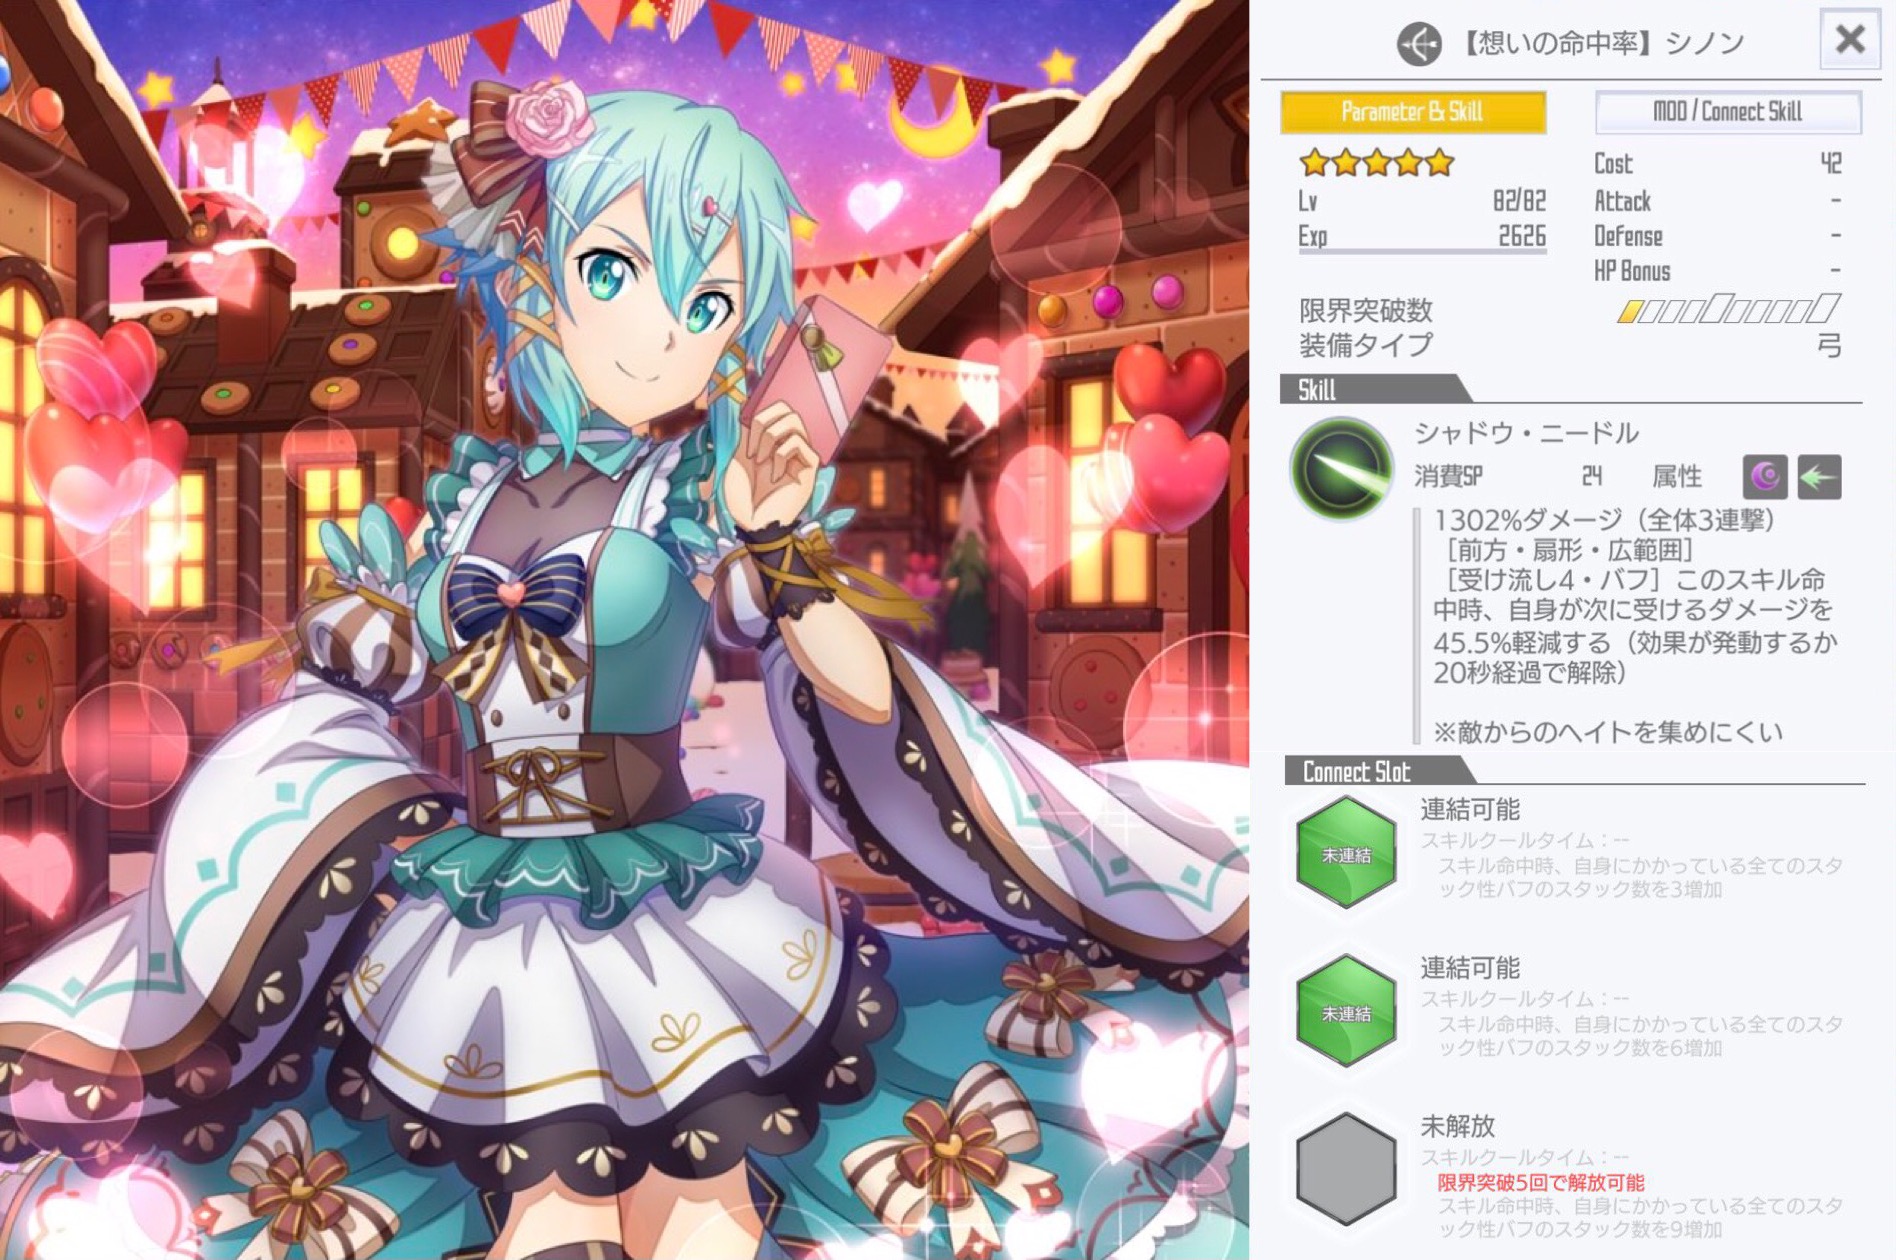 【想いの命中率】シノン
Parameter & Skill
MOD / Connect Skill
Lv 82/82
Exp 2626
Cost 42
Attack -
Defense -
HP Bonus -
限界突破数
装備タイプ 弓
Skill
シャドウ・ニードル
消費SP 24 属性
1302%ダメージ（全体3連撃）
［前方・扇形・広範囲］
［受け流し4・バフ］このスキル命
中時、自身が次に受けるダメージを
45.5%軽減する（効果が発動するか
20秒経過で解除）
※敵からのヘイトを集めにくい
Connect Slot
連結可能
未連結
スキルクールタイム：--
スキル命中時、自身にかかっている全てのスタ
ック性バフのスタック数を3増加
連結可能
未連結
スキルクールタイム：--
スキル命中時、自身にかかっている全てのスタ
ック性バフのスタック数を6増加
未解放
スキルクールタイム：--
限界突破5回で解放可能
スキル命中時、自身にかかっている全てのスタ
ック性バフのスタック数を9増加